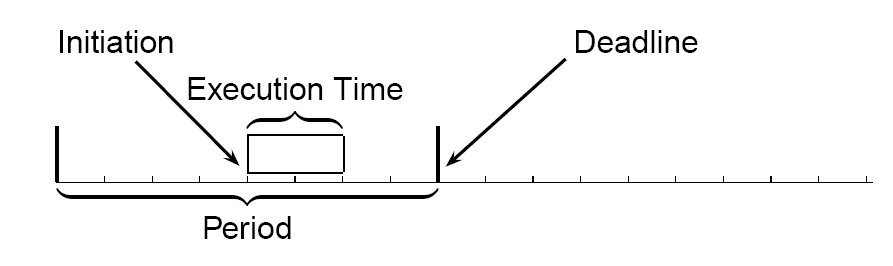 Initiation
Deadline
Execution Time
Period